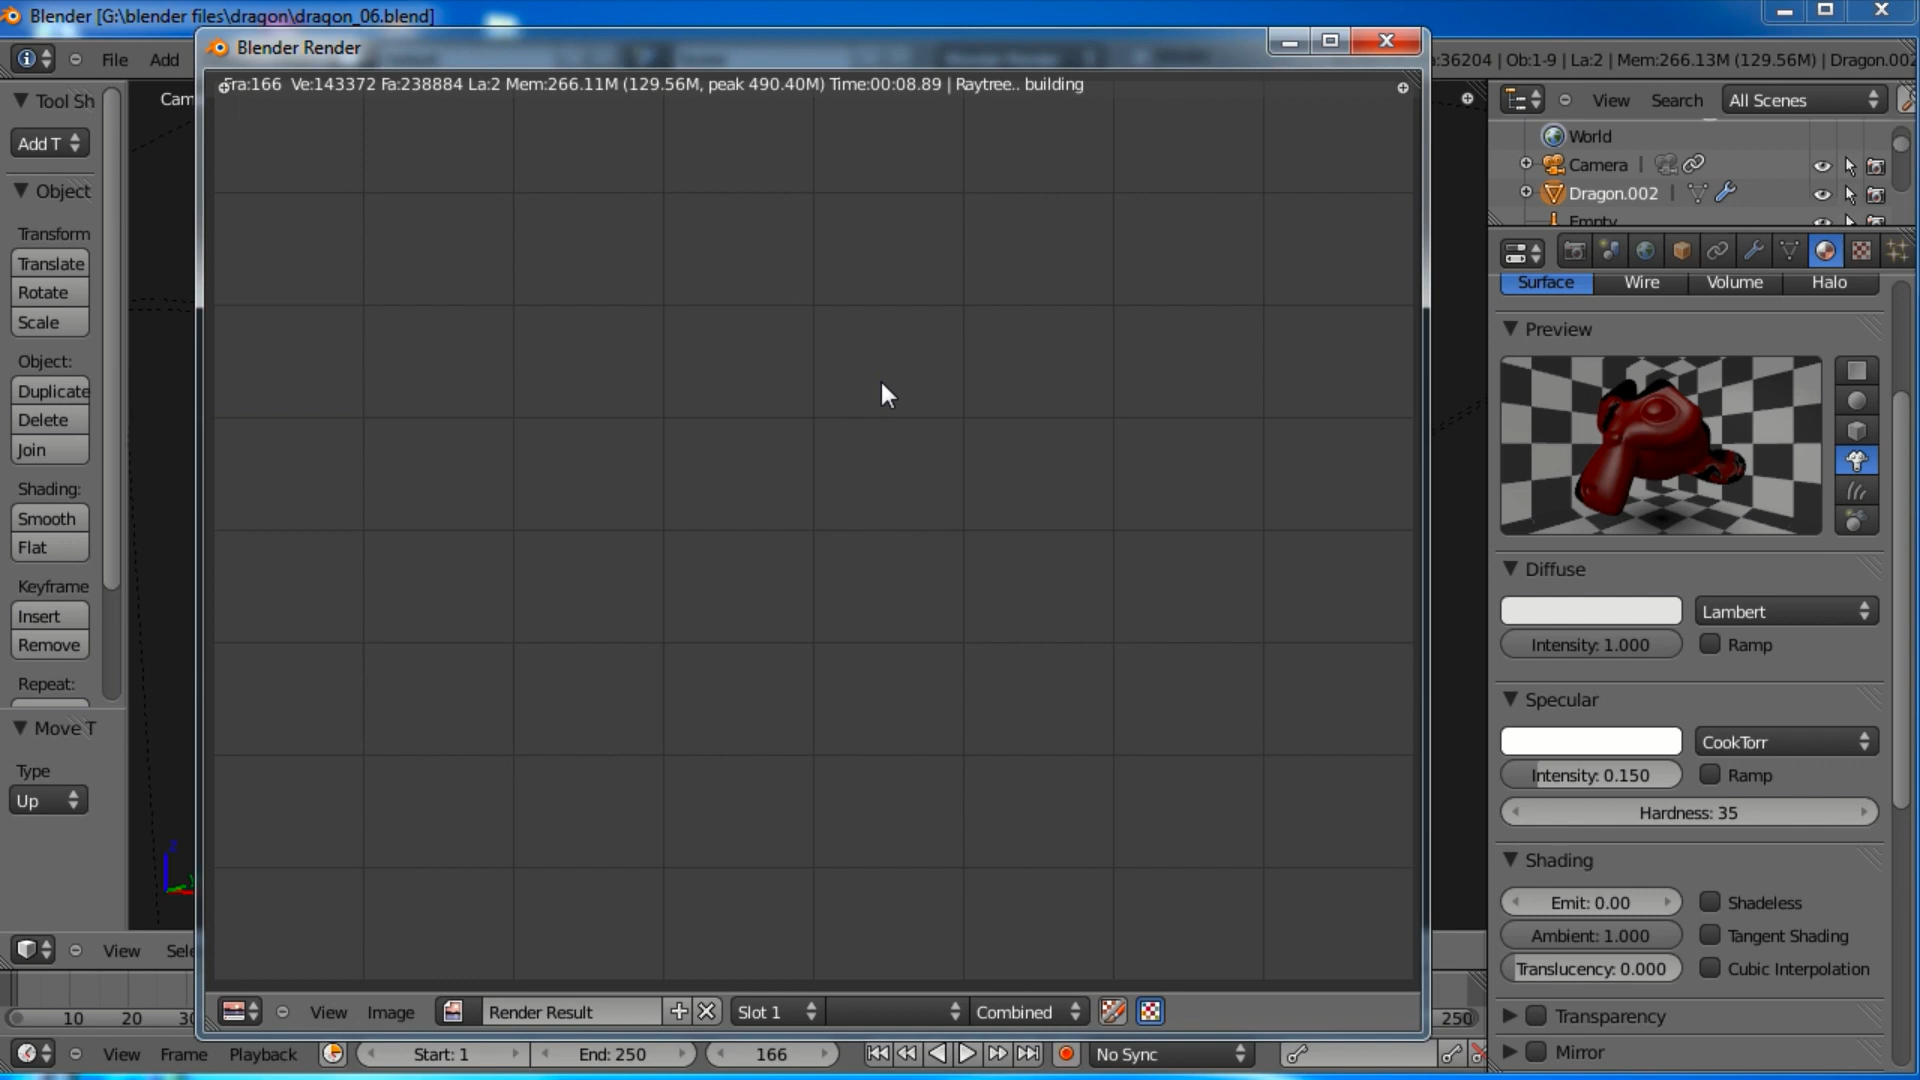 Blender [G:\blender files\dragon\dragon_06.blend]
Blender Render
File Add
:36204 | Ob:1-9 | La:2 | Mem:266.13M (129.56M) | Dragon.002
Fra:166 Ve:143372 Fa:238884 La:2 Mem:266.11M (129.56M, peak 490.40M) Time:00:08.89 | Raytree.. building
Tool Sh
Cam
View Search All Scenes
Add T
World
Camera
Object
Dragon.002
Empty
Transform
Translate
Rotate
Scale
Surface Wire Volume Halo
Preview
Object:
Duplicate
Delete
Join
Shading:
Smooth
Flat
Diffuse
Lambert
Keyframe
Insert
Remove
Intensity: 1.000 Ramp
Repeat:
Specular
Move T
CookTorr
Type
Intensity: 0.150 Ramp
Up
Hardness: 35
Shading
Emit: 0.00 Shadeless
Ambient: 1.000 Tangent Shading
View Sele
Translucency: 0.000 Cubic Interpolation
View Image Render Result Slot 1 Combined
10 20 30 250
Transparency
View Frame Playback Start: 1 End: 250 166 No Sync
Mirror